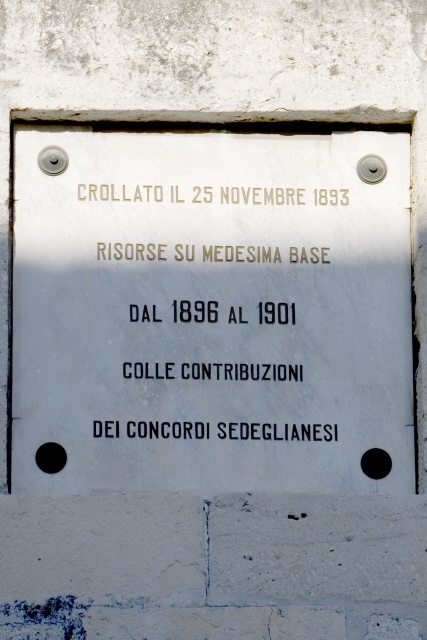 CROLLATO IL 25 NOVEMBRE 1893
RISORSE SU MEDESIMA BASE
DAL 1896 AL 1901
COLLE CONTRIBUZIONI
DEI CONCORDI SEDEGLIANESI